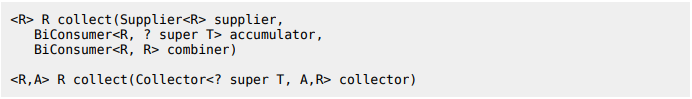 <R> R collect(Supplier<R> supplier,
BiConsumer<R, ? super T> accumulator,
BiConsumer<R, R> combiner)
<R,A> R collect(Collector<? super T, A,R> collector)